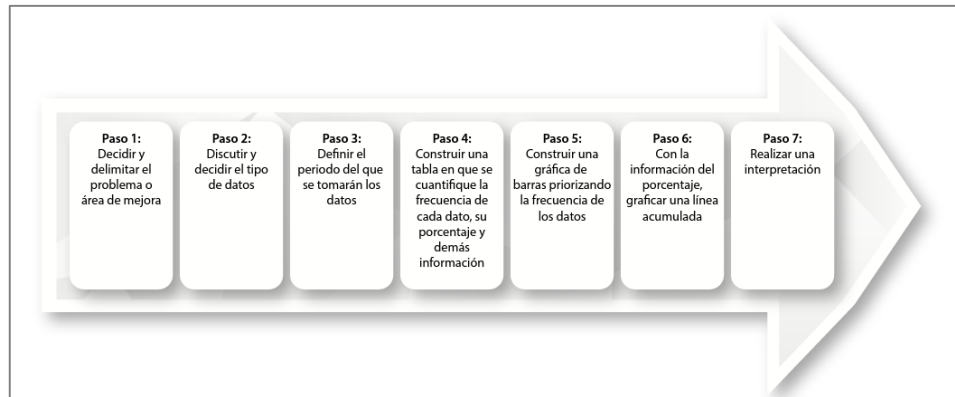 Paso 1:
Decidir y
delimitar el
problema o
área de mejora
Paso 2:
Discutir y
decidir el tipo
de datos
Paso 3:
Definir el
periodo del que
se tomarán los
datos
Paso 4:
Construir una
tabla en que se
cuantifique la
frecuencia de
cada dato, su
porcentaje y
demás
información
Paso 5:
Construir una
gráfica de
barras priorizando
la frecuencia de
los datos
Paso 6:
Con la
información del
porcentaje,
graficar una línea
acumulada
Paso 7:
Realizar una
interpretación